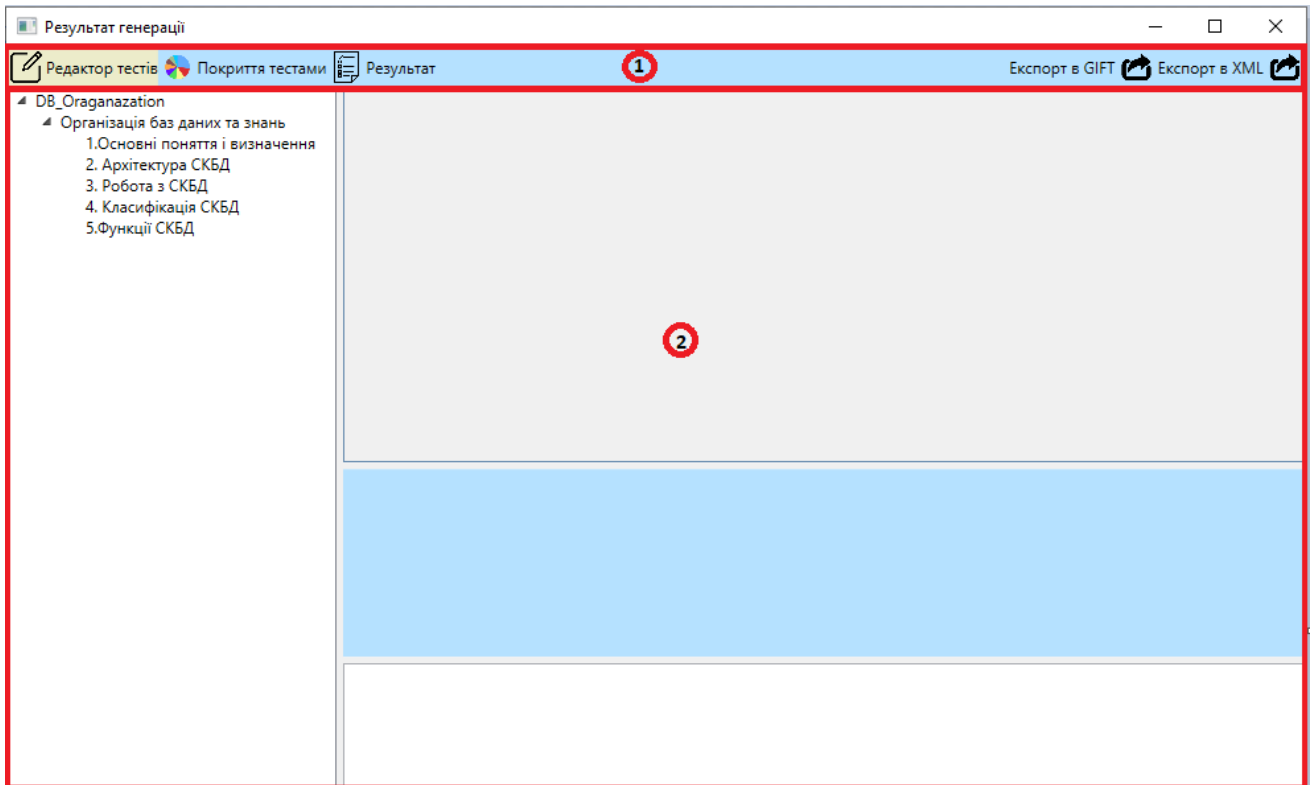 Результат генерації
Редактор тестів Покриття тестами Результат 1 Експорт в GIFT Експорт в XML
DB_Oraganazation
Організація баз даних та знань
1.Основні поняття і визначення
2. Архітектура СКБД
3. Робота з СКБД
4. Класифікація СКБД
5.Функції СКБД
2